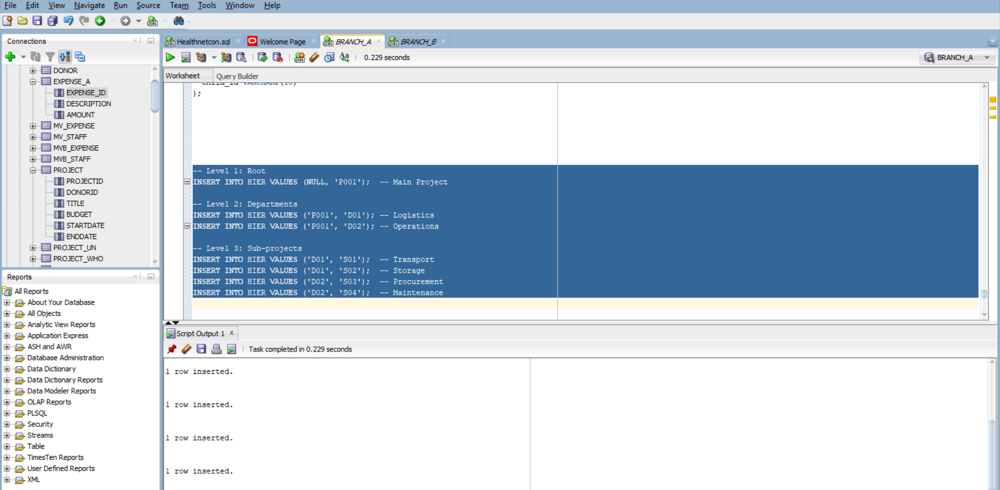 File Edit View Navigate Run Source Team Tools Window Help
Connections
DONOR
EXPENSE_A
EXPENSE_ID
DESCRIPTION
AMOUNT
MV_EXPENSE
MV_STAFF
MVB_EXPENSE
MVB_STAFF
PROJECT
PROJECTID
DONORID
TITLE
BUDGET
STARTDATE
ENDDATE
PROJECT_UN
PROJECT_WHO
Reports
All Reports
About Your Database
All Objects
Analytic View Reports
Application Express
ASH and AWR
Database Administration
Data Dictionary
Data Dictionary Reports
Data Modeler Reports
OLAP Reports
PLSQL
Security
Streams
Table
TimesTen Reports
User Defined Reports
XML
Healthnetcon.sql Welcome Page BRANCH_A BRANCH_B
0.229 seconds BRANCH_A
Worksheet Query Builder
child_id VARCHAR2(10)
);
-- Level 1: Root
INSERT INTO HIER VALUES (NULL, 'P001');  -- Main Project
-- Level 2: Departments
INSERT INTO HIER VALUES ('P001', 'D01'); -- Logistics
INSERT INTO HIER VALUES ('P001', 'D02'); -- Operations
-- Level 3: Sub-projects
INSERT INTO HIER VALUES ('D01', 'S01');  -- Transport
INSERT INTO HIER VALUES ('D01', 'S02');  -- Storage
INSERT INTO HIER VALUES ('D02', 'S03');  -- Procurement
INSERT INTO HIER VALUES ('D02', 'S04');  -- Maintenance
Script Output 1
Task completed in 0.229 seconds
1 row inserted.
1 row inserted.
1 row inserted.
1 row inserted.